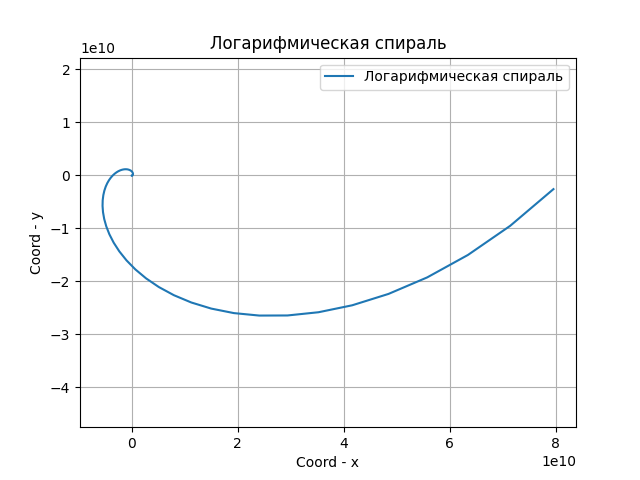 Логарифмическая спираль
1e10
Логарифмическая спираль
2
1
0
−1
−2
−3
−4
Coord - y
0 2 4 6 8
Coord - x
1e10